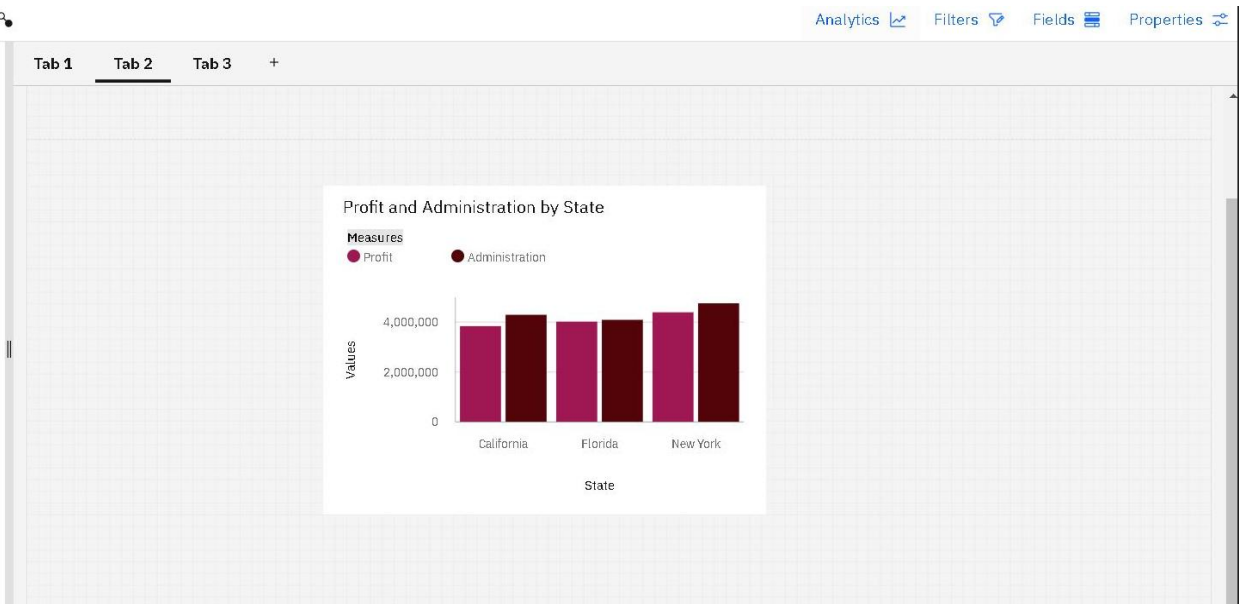 Analytics Filters Fields Properties
Tab 1 Tab 2 Tab 3 +
Profit and Administration by State
Measures
Profit Administration
4,000,000
2,000,000
0
Values
California Florida New York
State